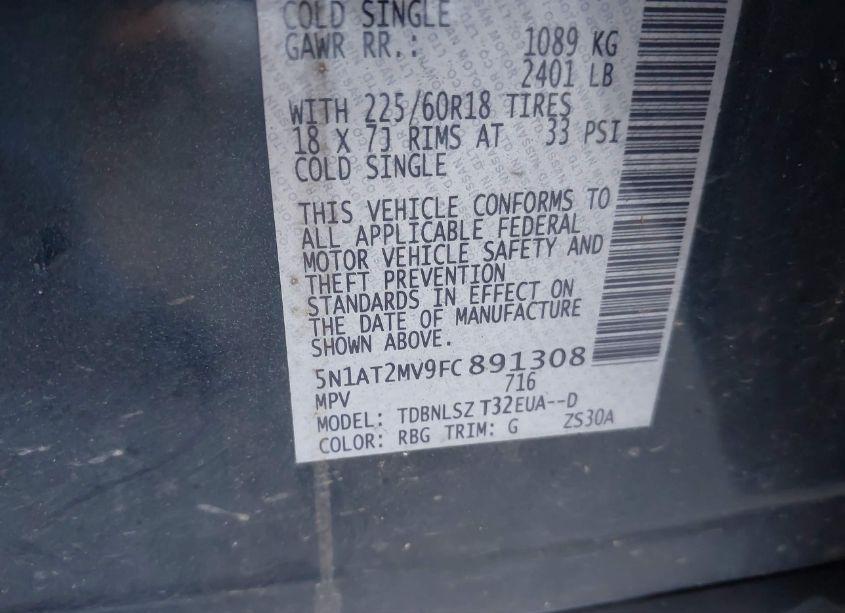 COLD SINGLE
GAWR RR.: 1089 KG
2401 LB
WITH 225/60R18 TIRES
18 X 7J RIMS AT 33 PSI
COLD SINGLE
THIS VEHICLE CONFORMS TO
ALL APPLICABLE FEDERAL
MOTOR VEHICLE SAFETY AND
THEFT PREVENTION
STANDARDS IN EFFECT ON
THE DATE OF MANUFACTURE
SHOWN ABOVE.
5N1AT2MV9FC891308
MPV 716
MODEL: TDBNLSZ T32EUA--D
COLOR: RBG TRIM: G ZS30A